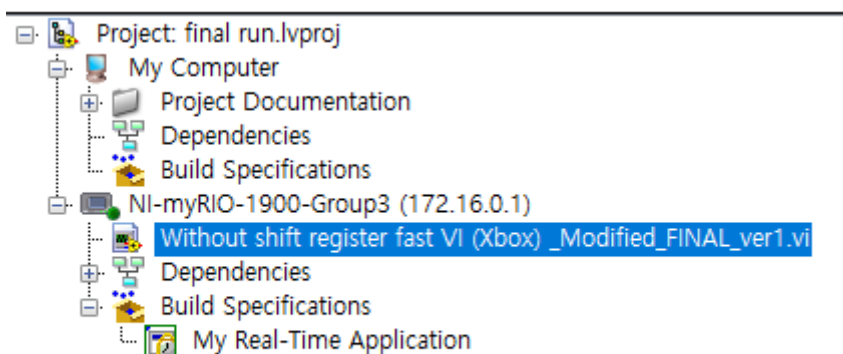 Project: final run.lvproj
My Computer
Project Documentation
Dependencies
Build Specifications
NI-myRIO-1900-Group3 (172.16.0.1)
Without shift register fast VI (Xbox) _Modified_FINAL_ver1.vi
Dependencies
Build Specifications
My Real-Time Application